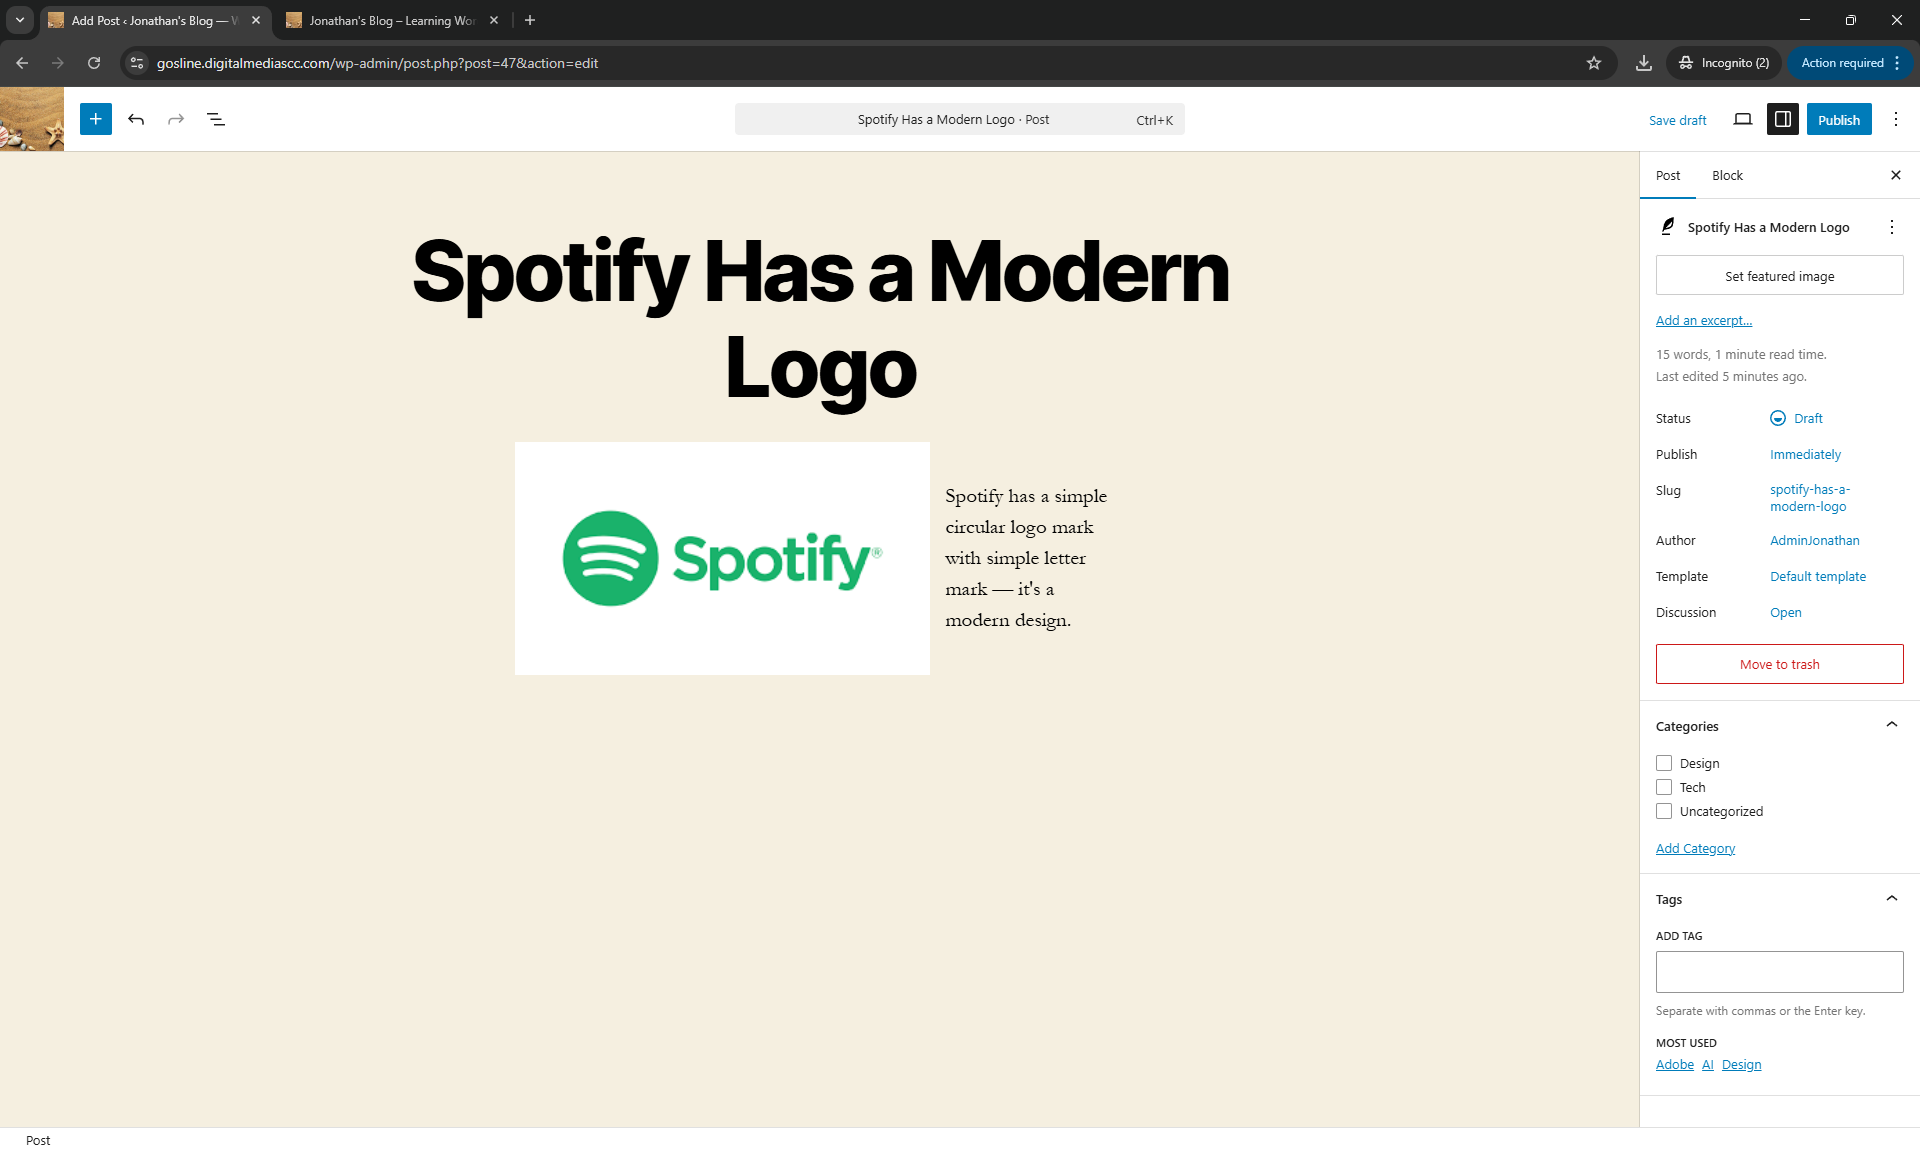 Add Post ‹ Jonathan's Blog —
Jonathan's Blog – Learning Wor
gosline.digitalmediascc.com/wp-admin/post.php?post=47&action=edit
Incognito (2)
Action required
Spotify Has a Modern Logo · Post
Ctrl+K
Save draft
Publish
Spotify Has a Modern
Logo
Spotify®
Spotify has a simple
circular logo mark
with simple letter
mark — it's a
modern design.
Post
Block
Spotify Has a Modern Logo
Set featured image
Add an excerpt...
15 words, 1 minute read time.
Last edited 5 minutes ago.
Status
Draft
Publish
Immediately
Slug
spotify-has-a-
modern-logo
Author
AdminJonathan
Template
Default template
Discussion
Open
Move to trash
Categories
Design
Tech
Uncategorized
Add Category
Tags
ADD TAG
Separate with commas or the Enter key.
MOST USED
Adobe AI Design
Post